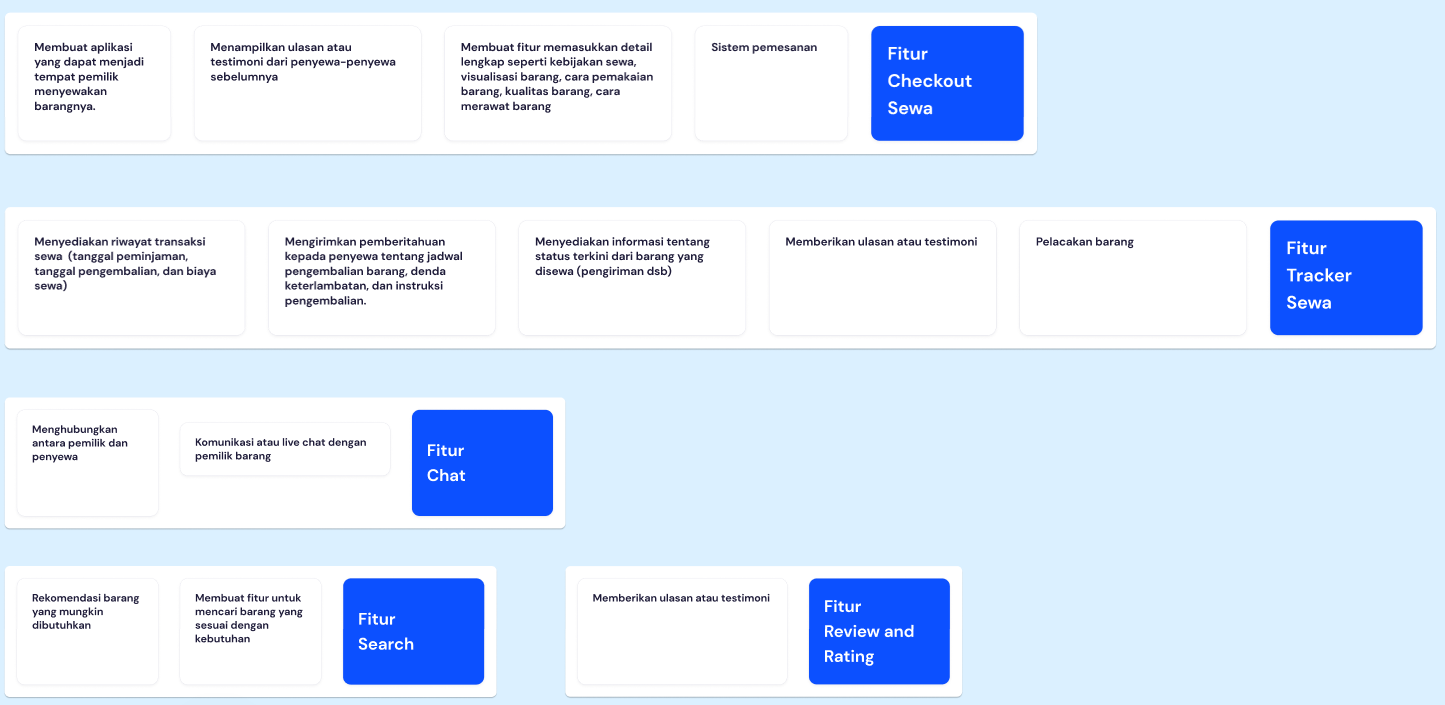 Membuat aplikasi
yang dapat menjadi
tempat pemilik
menyewakan
barangnya.
Menampilkan ulasan atau
testimoni dari penyewa-penyewa
sebelumnya
Membuat fitur memasukkan detail
lengkap seperti kebijakan sewa,
visualisasi barang, cara pemakaian
barang, kualitas barang, cara
merawat barang
Sistem pemesanan
Fitur
Checkout
Sewa
Menyediakan riwayat transaksi
sewa  (tanggal peminjaman,
tanggal pengembalian, dan biaya
sewa)
Mengirimkan pemberitahuan
kepada penyewa tentang jadwal
pengembalian barang, denda
keterlambatan, dan instruksi
pengembalian.
Menyediakan informasi tentang
status terkini dari barang yang
disewa (pengiriman dsb)
Memberikan ulasan atau testimoni
Pelacakan barang
Fitur
Tracker
Sewa
Menghubungkan
antara pemilik dan
penyewa
Komunikasi atau live chat dengan
pemilik barang
Fitur
Chat
Rekomendasi barang
yang mungkin
dibutuhkan
Membuat fitur untuk
mencari barang yang
sesuai dengan
kebutuhan
Fitur
Search
Memberikan ulasan atau testimoni
Fitur
Review and
Rating